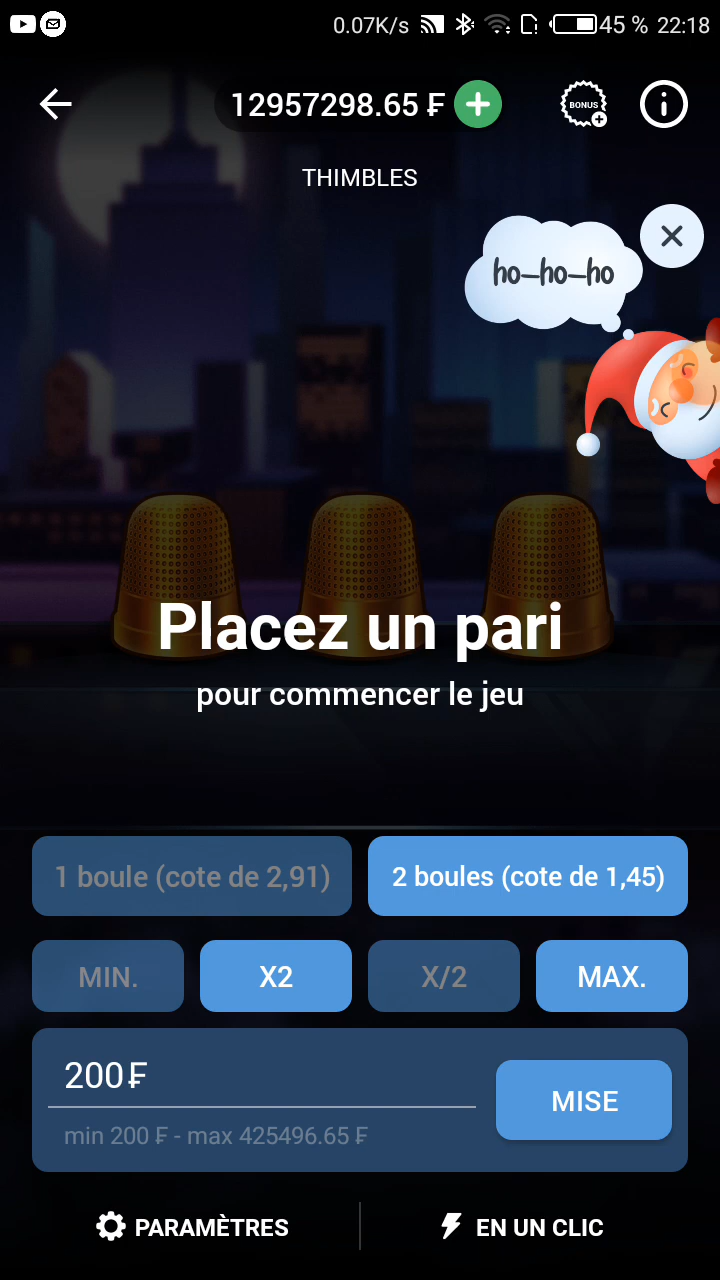 0.07K/s 45 % 22:18
12957298.65 ₣
BONUS
THIMBLES
ho-ho-ho
Placez un pari
pour commencer le jeu
1 boule (cote de 2,91)
2 boules (cote de 1,45)
MIN.
X2
X/2
MAX.
200 ₣
MISE
min 200 ₣ - max 425496.65 ₣
PARAMÈTRES
EN UN CLIC